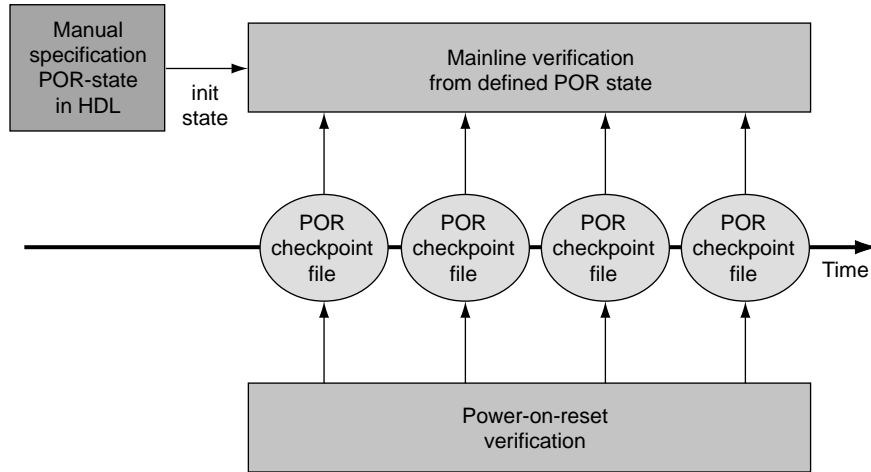 Manual
specification
POR-state
in HDL
init
state
Mainline verification
from defined POR state
POR
checkpoint
file
POR
checkpoint
file
POR
checkpoint
file
POR
checkpoint
file
Time
Power-on-reset
verification